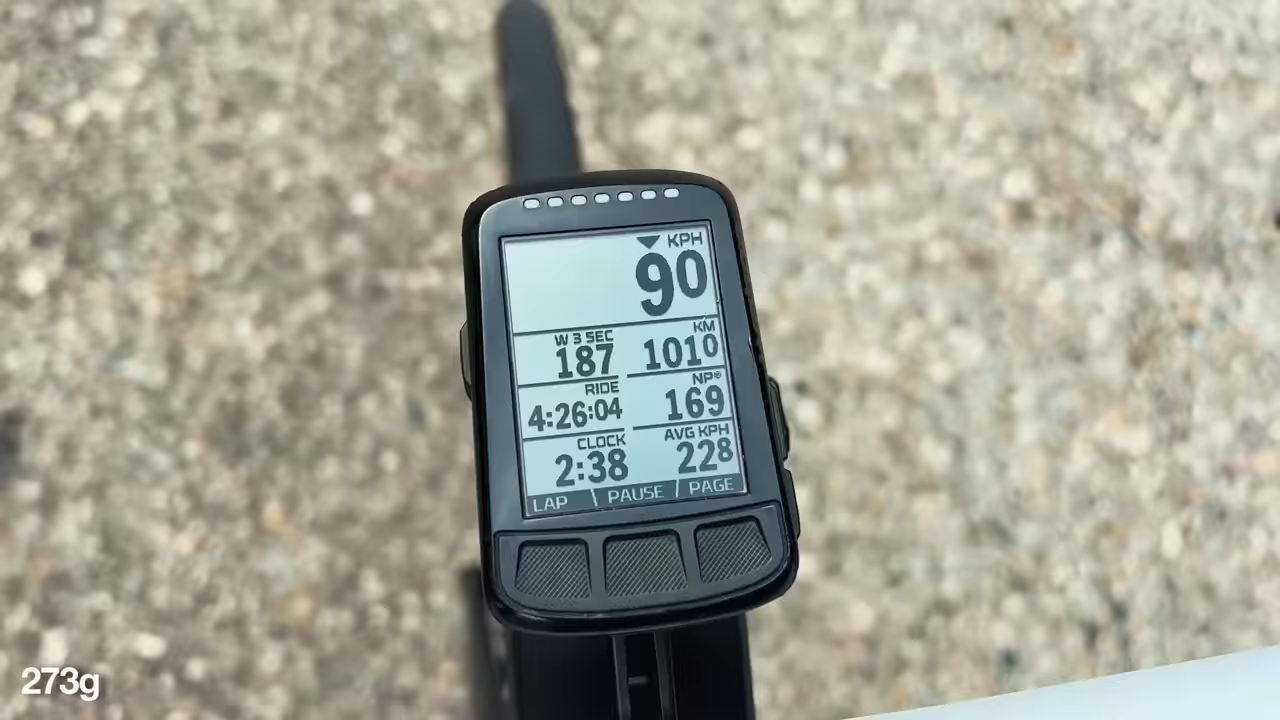 KPH
90
W 3 SEC
187
KM
1010
RIDE
4:26:04
NP®
169
CLOCK
2:38
AVG KPH
228
LAP PAUSE PAGE
273g